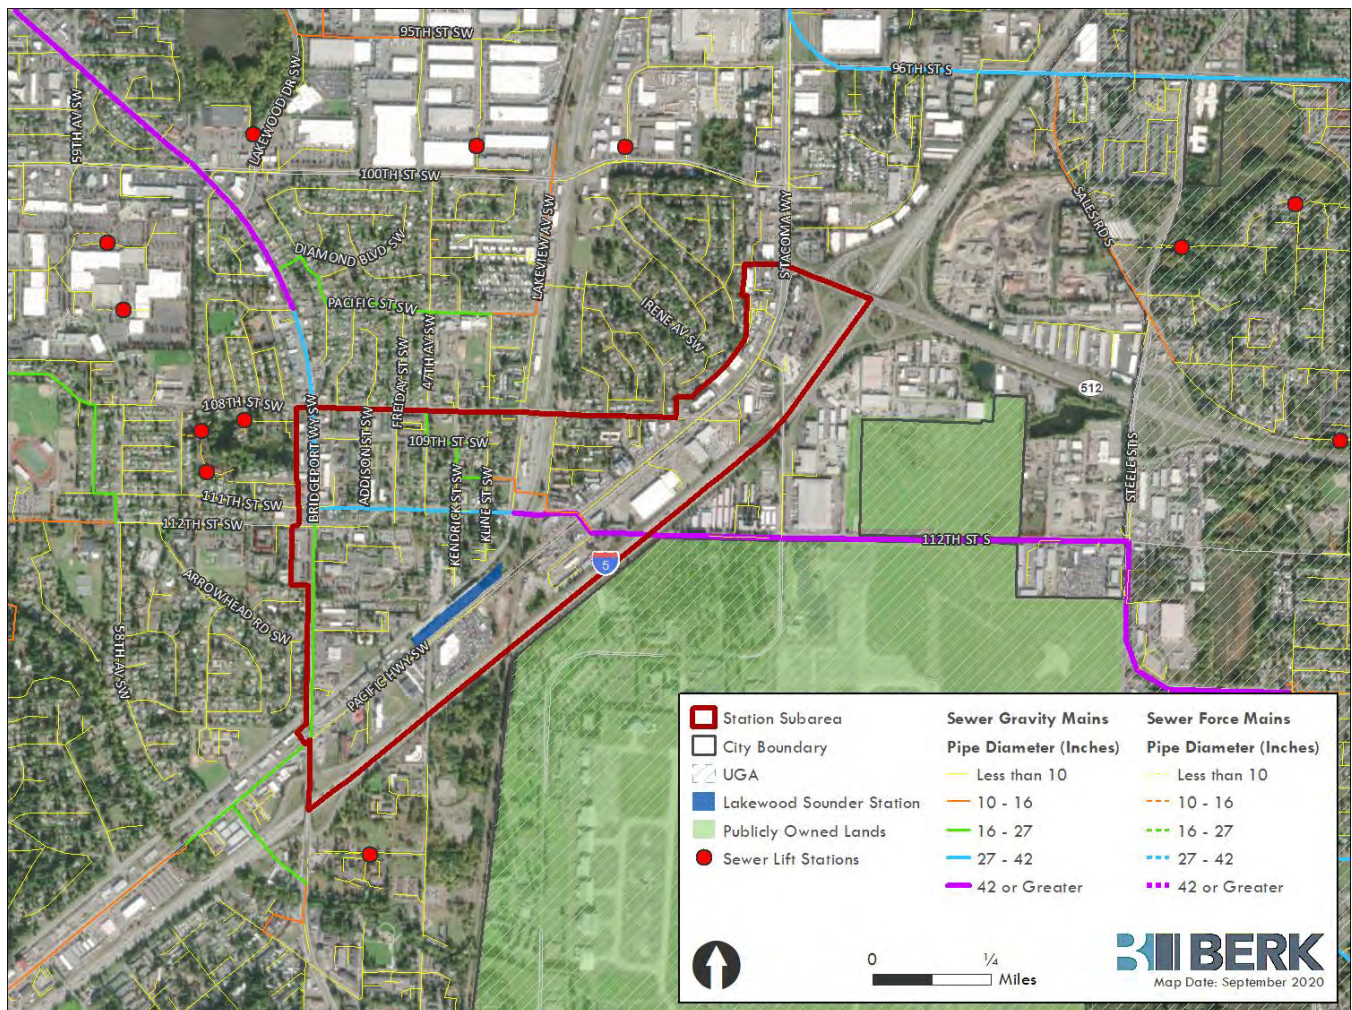 95TH ST SW
96TH ST S
59TH AV SW
LAKEWOOD DR SW
100TH ST SW
S TACOMA WY
SALES RD S
LAKEVIEW AV SW
DIAMOND BLVD SW
PACIFIC ST SW
IRENE AV SW
47TH AV SW
FREIDAY ST SW
512
108TH ST SW
BRIDGEPORT WY SW
ADDISON ST SW
109TH ST SW
STEELE ST S
111TH ST SW
112TH ST SW
KENDRICK ST SW
KLINE ST SW
112TH ST S
5
ARROWHEAD RD SW
58TH AV SW
PACIFIC HWY SW
Station Subarea
City Boundary
UGA
Lakewood Sounder Station
Publicly Owned Lands
Sewer Lift Stations
Sewer Gravity Mains
Pipe Diameter (Inches)
Less than 10
10 - 16
16 - 27
27 - 42
42 or Greater
Sewer Force Mains
Pipe Diameter (Inches)
Less than 10
10 - 16
16 - 27
27 - 42
42 or Greater
0 ¼
Miles
BERK
Map Date: September 2020